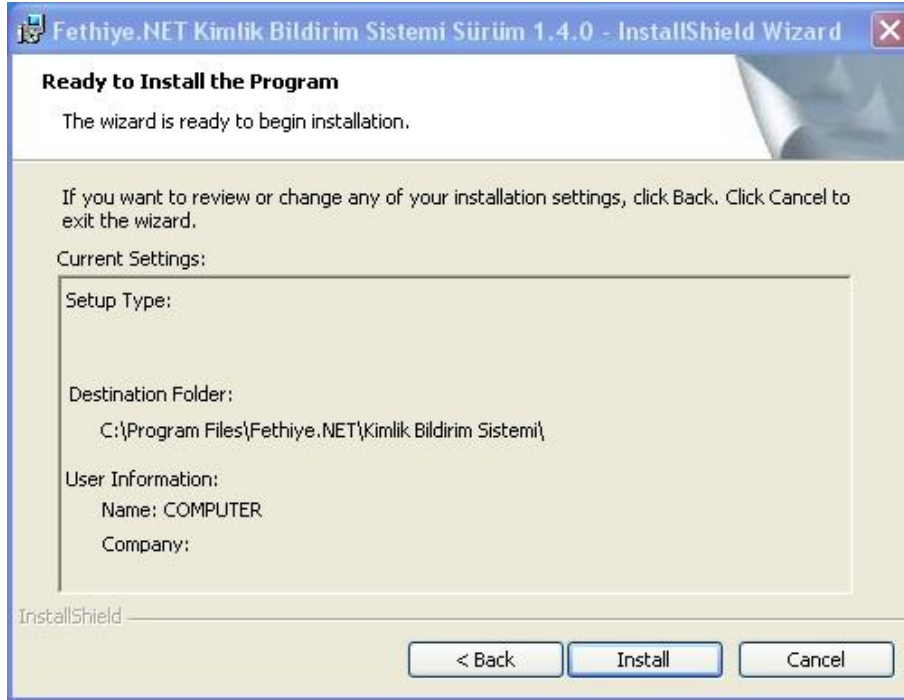 Fethiye.NET Kimlik Bildirim Sistemi Sürüm 1.4.0 - InstallShield Wizard
Ready to Install the Program
The wizard is ready to begin installation.
If you want to review or change any of your installation settings, click Back. Click Cancel to
exit the wizard.
Current Settings:
Setup Type:
Destination Folder:
C:\Program Files\Fethiye.NET\Kimlik Bildirim Sistemi\
User Information:
Name: COMPUTER
Company:
InstallShield
< Back Install Cancel